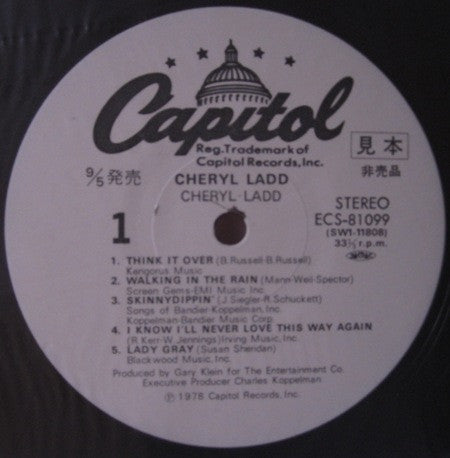 Capitol
Reg. Trademark of
Capitol Records, Inc.
見本
非売品
9/5 発売
CHERYL LADD
CHERYL LADD
1
STEREO
ECS-81099
(SW1-11808)
33⅓ r.p.m.
1. THINK IT OVER (B.Russell-B.Russell)
Kengorus Music
2. WALKING IN THE RAIN (Mann-Weil-Spector)
Screen Gems-EMI Music Inc.
3. SKINNYDIPPIN' (J.Siegler-R.Schuckett)
Songs of Bandier-Koppelman, Inc.
Koppelman-Bandier Music Corp.
4. I KNOW I'LL NEVER LOVE THIS WAY AGAIN
(R.Kerr-W.Jennings) Irving Music, Inc.
5. LADY GRAY (Susan Sheridan)
Blackwood Music, Inc.
Produced by Gary Klein for The Entertainment Co.
Executive Producer Charles Koppelman
Ⓟ 1978 Capitol Records, Inc.